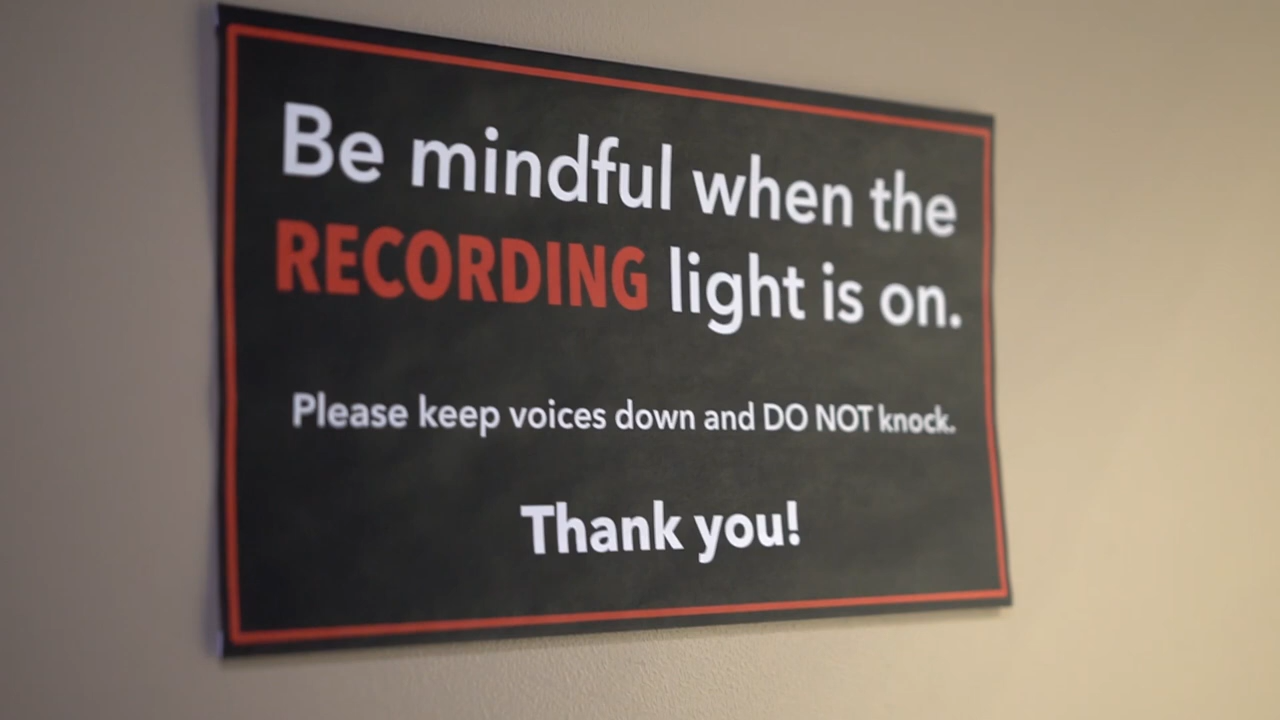 Be mindful when the
RECORDING light is on.
Please keep voices down and DO NOT knock.
Thank you!